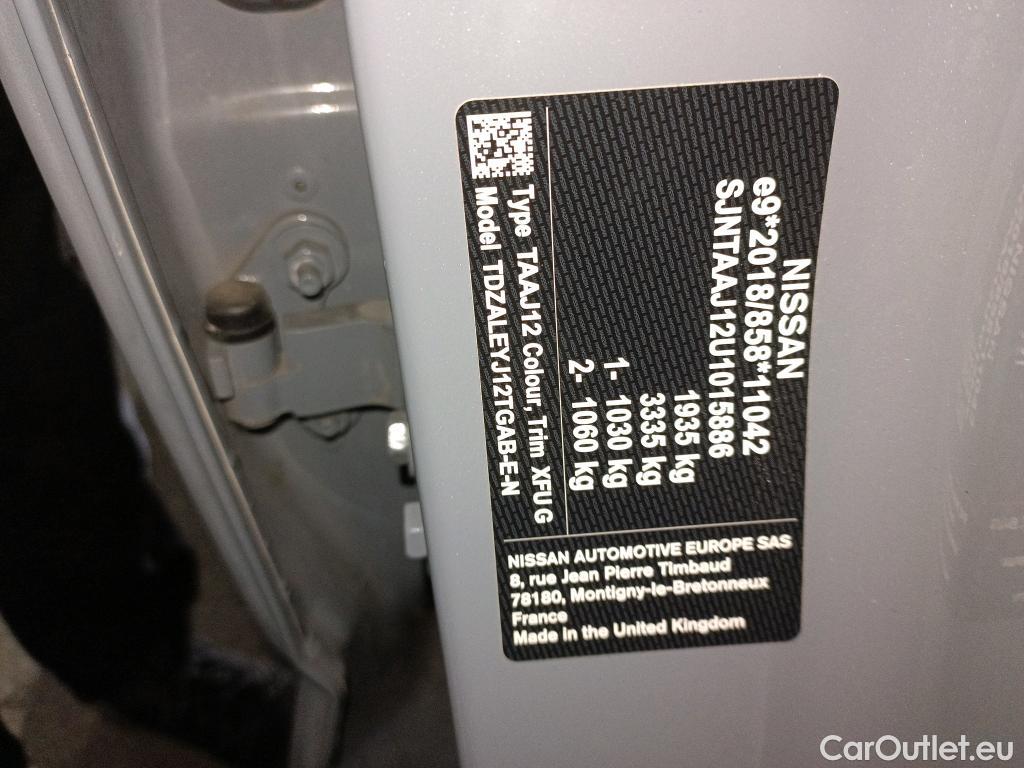 NISSAN
e9*2018/858*11042
SJNTAAJ12U1015886
1935 kg
3335 kg
1- 1030 kg
2- 1060 kg
Type TAAJ12 Colour, Trim XFU G
Model TDZALEYJ12TGAB-E-N
NISSAN AUTOMOTIVE EUROPE SAS
8, rue Jean Pierre Timbaud
78180, Montigny-le-Bretonneux
France
Made in the United Kingdom
CarOutlet.eu